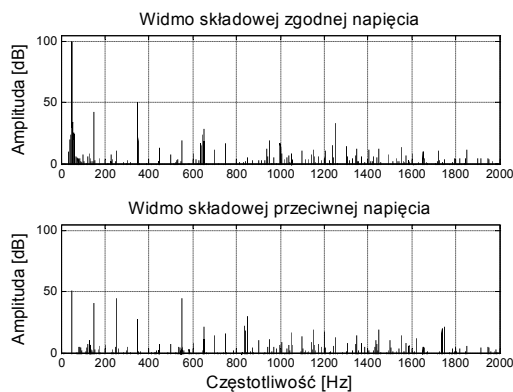 Widmo składowej zgodnej napięcia
Amplituda [dB]
100
50
0
0 200 400 600 800 1000 1200 1400 1600 1800 2000
Widmo składowej przeciwnej napięcia
Amplituda [dB]
100
50
0
0 200 400 600 800 1000 1200 1400 1600 1800 2000
Częstotliwość [Hz]